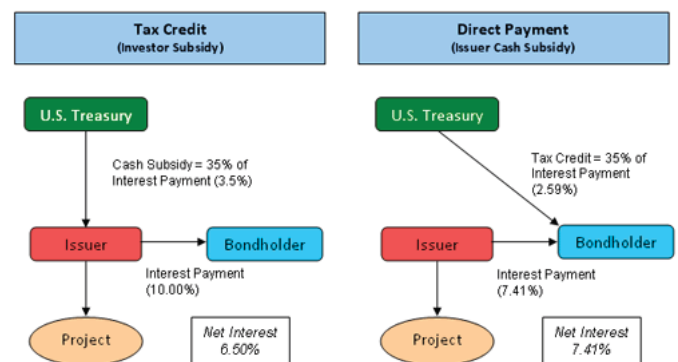 Tax Credit
(Investor Subsidy)
U.S. Treasury
Cash Subsidy = 35% of
Interest Payment (3.5%)
Issuer
Bondholder
Interest Payment
(10.00%)
Project
Net Interest
6.50%
Direct Payment
(Issuer Cash Subsidy)
U.S. Treasury
Tax Credit = 35% of
Interest Payment
(2.59%)
Issuer
Bondholder
Interest Payment
(7.41%)
Project
Net Interest
7.41%